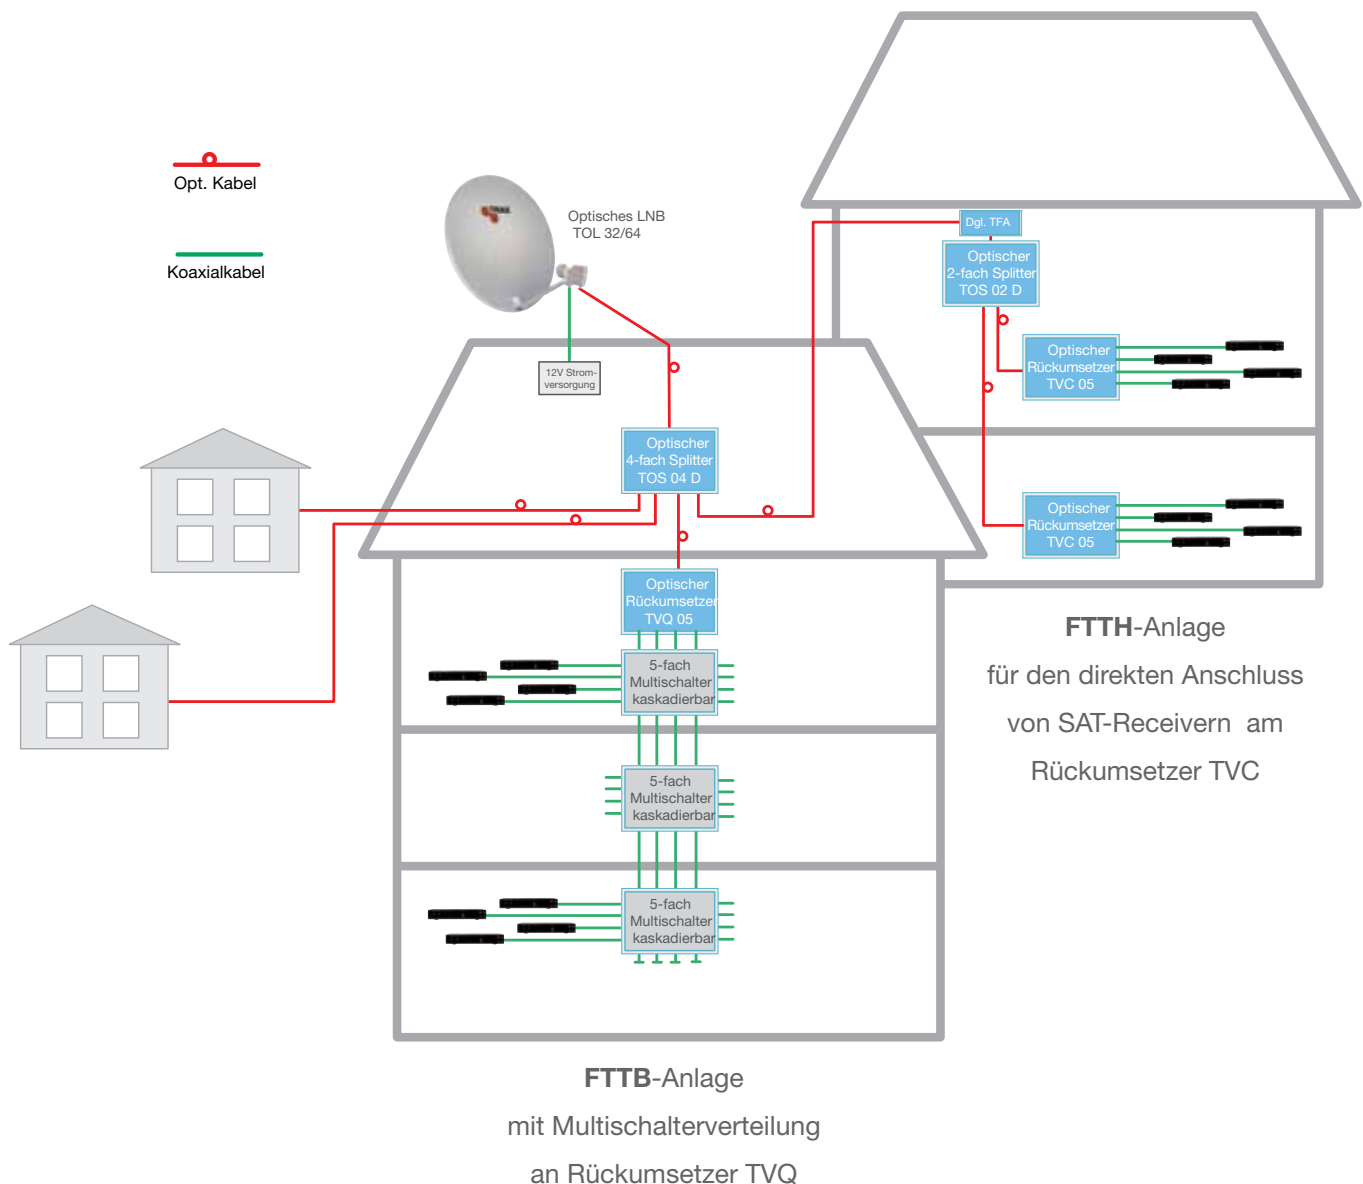 Opt. Kabel
Koaxialkabel
Optisches LNB
TOL 32/64
12V Strom-
versorgung
Dgl. TFA
Optischer
2-fach Splitter
TOS 02 D
Optischer
Rückumsetzer
TVC 05
Optischer
4-fach Splitter
TOS 04 D
Optischer
Rückumsetzer
TVC 05
Optischer
Rückumsetzer
TVQ 05
5-fach
Multischalter
kaskadierbar
5-fach
Multischalter
kaskadierbar
5-fach
Multischalter
kaskadierbar
FTTH-Anlage
für den direkten Anschluss
von SAT-Receivern am
Rückumsetzer TVC
FTTB-Anlage
mit Multischalterverteilung
an Rückumsetzer TVQ